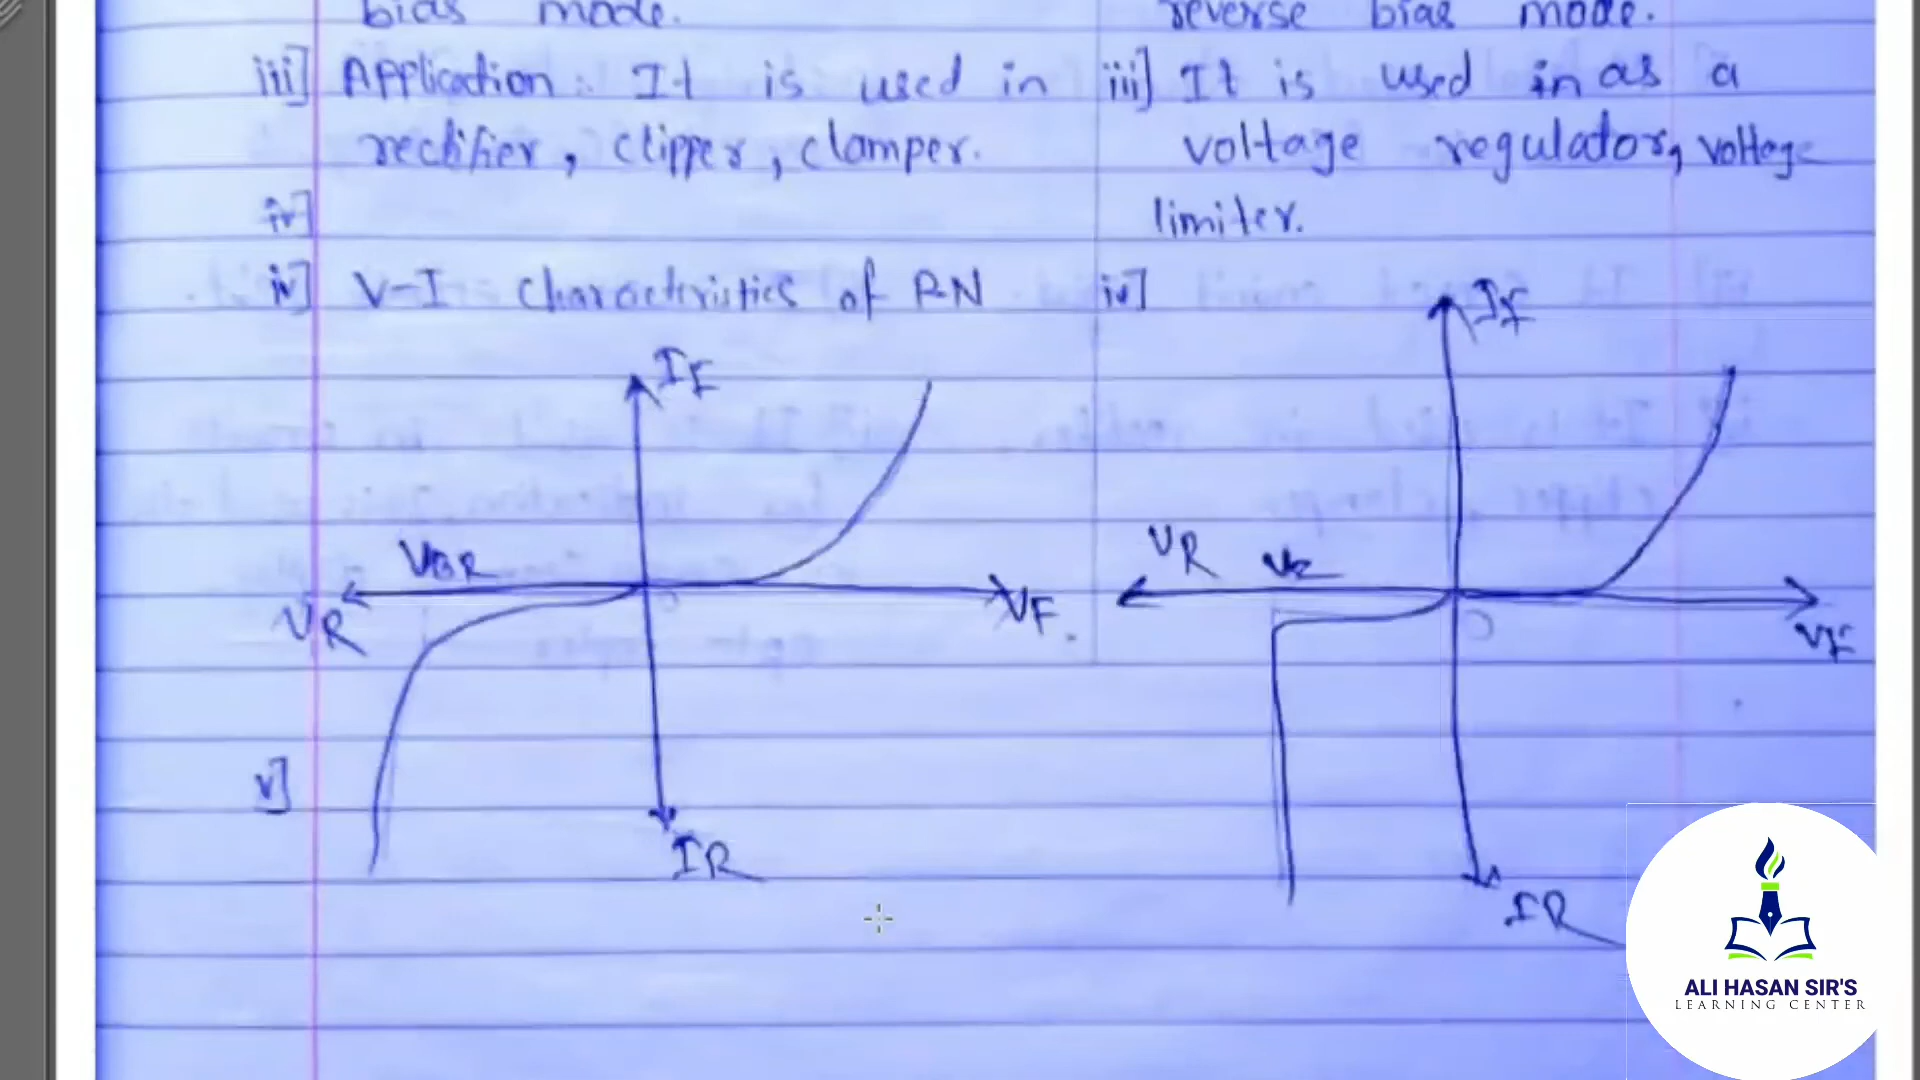 bias mode.
reverse bias mode.
iii] Application: It is used in
rectifier, clipper, clamper.
iii] It is used in as a
voltage regulator, voltage
limiter.
iv]
iv] V-I characteristics of P-N
iv]
IF
VBR
VR
VF
IR
IF
VR
VZ
VF
IR
v]
ALI HASAN SIR'S
LEARNING CENTER